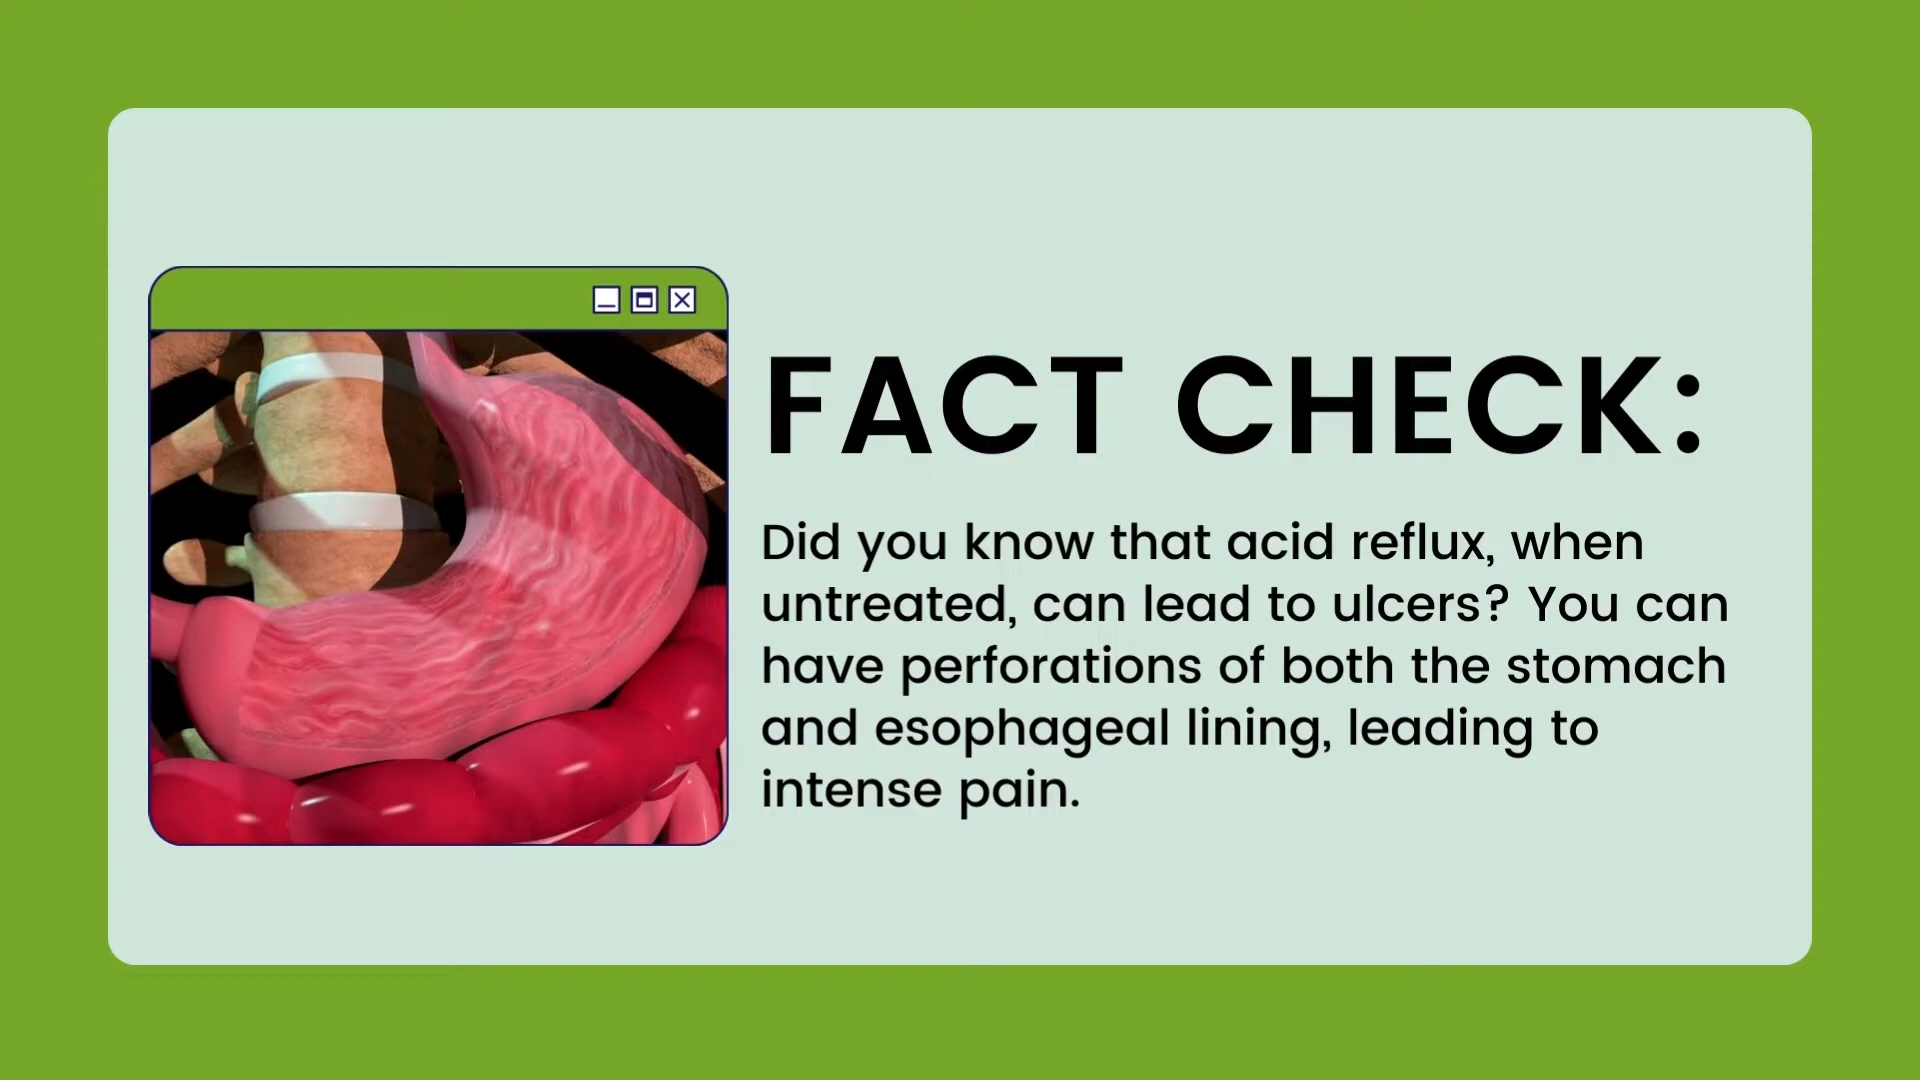 FACT CHECK:
Did you know that acid reflux, when
untreated, can lead to ulcers? You can
have perforations of both the stomach
and esophageal lining, leading to
intense pain.